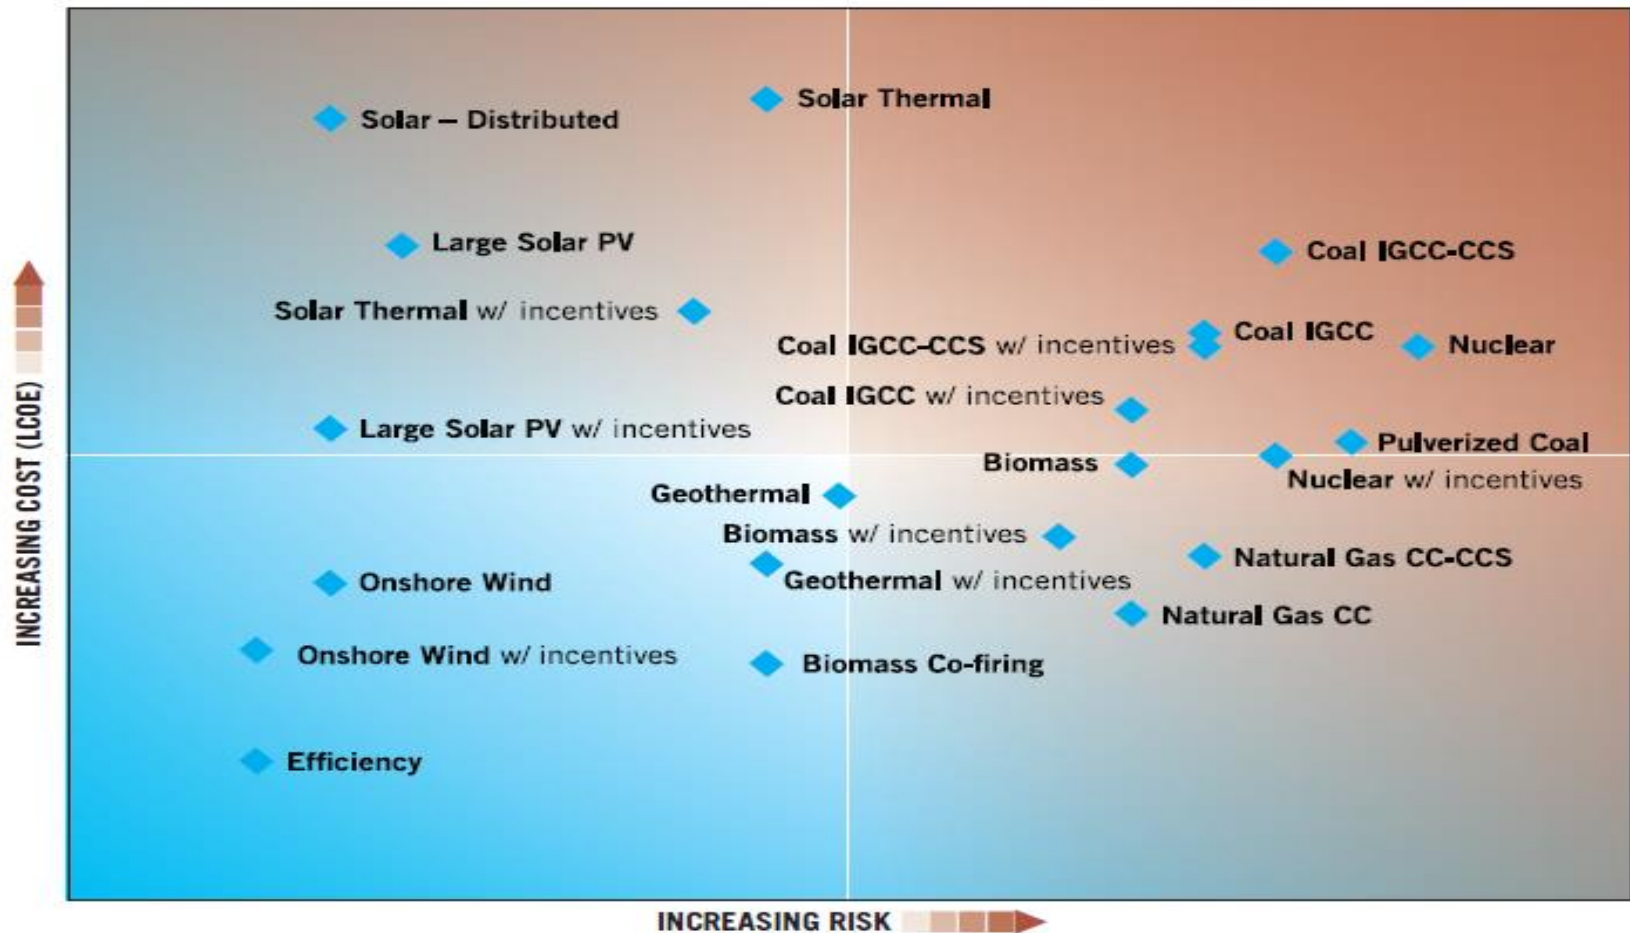 Solar Thermal
Solar – Distributed
Large Solar PV
Coal IGCC-CCS
Solar Thermal w/ incentives
Coal IGCC
Coal IGCC-CCS w/ incentives
Nuclear
Coal IGCC w/ incentives
Large Solar PV w/ incentives
Pulverized Coal
Biomass
Nuclear w/ incentives
Geothermal
Biomass w/ incentives
Natural Gas CC-CCS
Geothermal w/ incentives
Onshore Wind
Natural Gas CC
Onshore Wind w/ incentives
Biomass Co-firing
Efficiency
INCREASING COST (LCOE)
INCREASING RISK